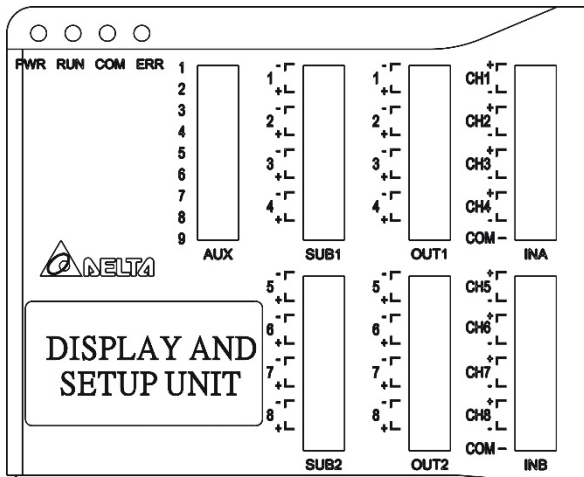 PWR RUN COM ERR
1
2
3
4
5
6
7
8
9
AUX
- 1 +
- 2 +
- 3 +
- 4 +
SUB1
- 1 +
- 2 +
- 3 +
- 4 +
OUT1
+ CH1 -
+ CH2 -
+ CH3 -
+ CH4 -
COM -
INA
DELTA
DISPLAY AND
SETUP UNIT
- 5 +
- 6 +
- 7 +
- 8 +
SUB2
- 5 +
- 6 +
- 7 +
- 8 +
OUT2
+ CH5 -
+ CH6 -
+ CH7 -
+ CH8 -
COM -
INB